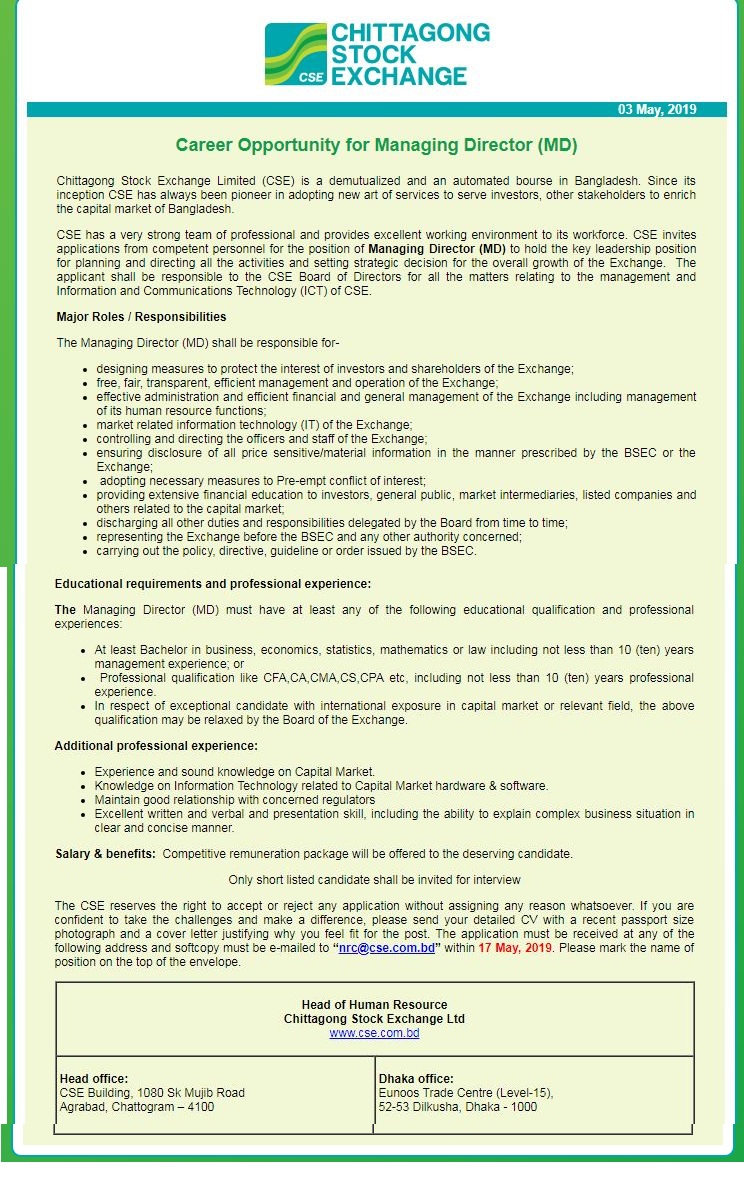 CHITTAGONG
STOCK
CSE EXCHANGE
03 May, 2019
Career Opportunity for Managing Director (MD)
Chittagong Stock Exchange Limited (CSE) is a demutualized and an automated bourse in Bangladesh. Since its
inception CSE has always been pioneer in adopting new art of services to serve investors, other stakeholders to enrich
the capital market of Bangladesh.
CSE has a very strong team of professional and provides excellent working environment to its workforce. CSE invites
applications from competent personnel for the position of Managing Director (MD) to hold the key leadership position
for planning and directing all the activities and setting strategic decision for the overall growth of the Exchange. The
applicant shall be responsible to the CSE Board of Directors for all the matters relating to the management and
Information and Communications Technology (ICT) of CSE.
Major Roles / Responsibilities
The Managing Director (MD) shall be responsible for-
• designing measures to protect the interest of investors and shareholders of the Exchange;
• free, fair, transparent, efficient management and operation of the Exchange;
• effective administration and efficient financial and general management of the Exchange including management
of its human resource functions;
• market related information technology (IT) of the Exchange;
• controlling and directing the officers and staff of the Exchange;
• ensuring disclosure of all price sensitive/material information in the manner prescribed by the BSEC or the
Exchange;
• adopting necessary measures to Pre-empt conflict of interest;
• providing extensive financial education to investors, general public, market intermediaries, listed companies and
others related to the capital market;
• discharging all other duties and responsibilities delegated by the Board from time to time;
• representing the Exchange before the BSEC and any other authority concerned;
• carrying out the policy, directive, guideline or order issued by the BSEC.
Educational requirements and professional experience:
The Managing Director (MD) must have at least any of the following educational qualification and professional
experiences:
• At least Bachelor in business, economics, statistics, mathematics or law including not less than 10 (ten) years
management experience; or
• Professional qualification like CFA,CA,CMA,CS,CPA etc, including not less than 10 (ten) years professional
experience.
• In respect of exceptional candidate with international exposure in capital market or relevant field, the above
qualification may be relaxed by the Board of the Exchange.
Additional professional experience:
• Experience and sound knowledge on Capital Market.
• Knowledge on Information Technology related to Capital Market hardware & software.
• Maintain good relationship with concerned regulators
• Excellent written and verbal and presentation skill, including the ability to explain complex business situation in
clear and concise manner.
Salary & benefits: Competitive remuneration package will be offered to the deserving candidate.
Only short listed candidate shall be invited for interview
The CSE reserves the right to accept or reject any application without assigning any reason whatsoever. If you are
confident to take the challenges and make a difference, please send your detailed CV with a recent passport size
photograph and a cover letter justifying why you feel fit for the post. The application must be received at any of the
following address and softcopy must be e-mailed to “nrc@cse.com.bd” within 17 May, 2019. Please mark the name of
position on the top of the envelope.
Head of Human Resource
Chittagong Stock Exchange Ltd
www.cse.com.bd
Head office:
CSE Building, 1080 Sk Mujib Road
Agrabad, Chattogram – 4100
Dhaka office:
Eunoos Trade Centre (Level-15),
52-53 Dilkusha, Dhaka - 1000